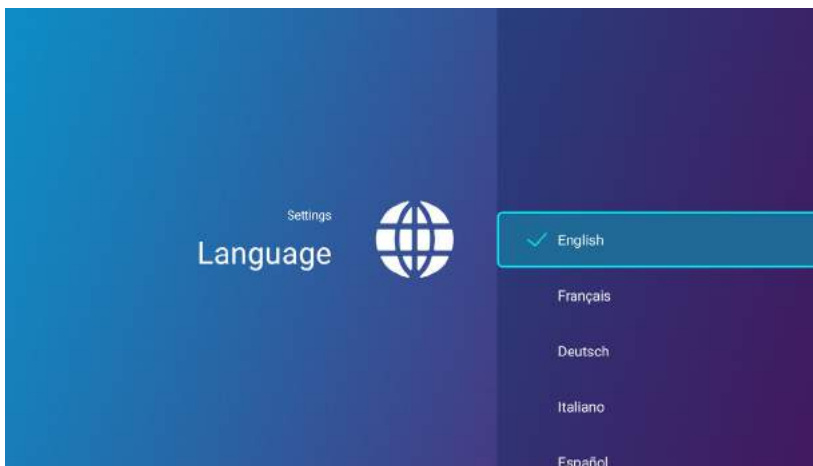 Settings
Language
English
Français
Deutsch
Italiano
Español